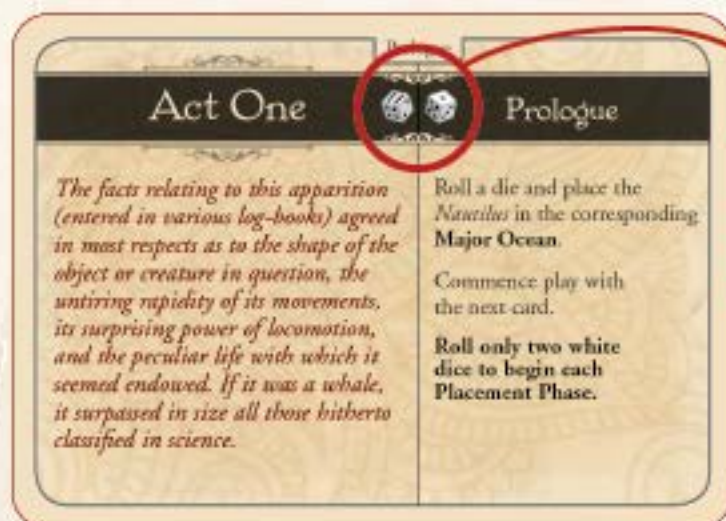 Act One
The facts relating to this apparition
(entered in various log-books) agreed
in most respects as to the shape of the
object or creature in question, the
untiring rapidity of its movements,
its surprising power of locomotion,
and the peculiar life with which it
seemed endowed. If it was a whale,
it surpassed in size all those hitherto
classified in science.
Prologue
Roll a die and place the
Nautilus in the corresponding
Major Ocean.
Commence play with
the next card.
Roll only two white
dice to begin each
Placement Phase.